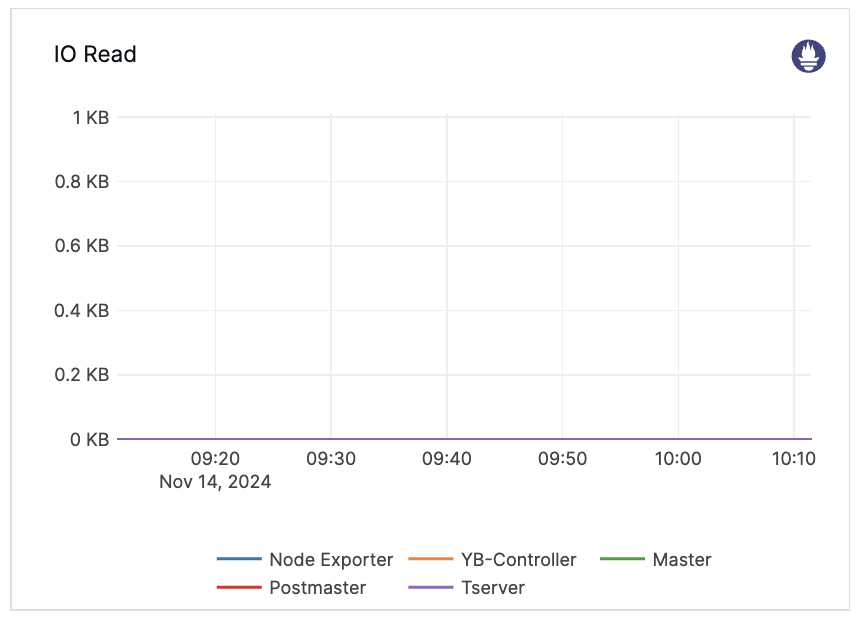 IO Read
1 KB
0.8 KB
0.6 KB
0.4 KB
0.2 KB
0 KB
09:20 09:30 09:40 09:50 10:00 10:10
Nov 14, 2024
Node Exporter YB-Controller Master
Postmaster Tserver